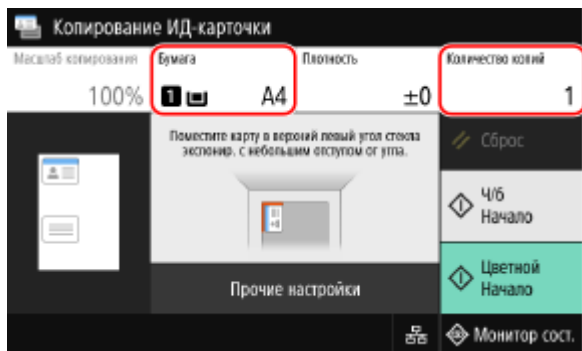 Копирование ИД-карточки
Масштаб копирования
100%
Бумага
1 A4
Плотность
±0
Количество копий
1
Поместите карту в верхний левый угол стекла
экспонир. с небольшим отступом от угла.
Прочие настройки
Сброс
Ч/б
Начало
Цветной
Начало
Монитор сост.